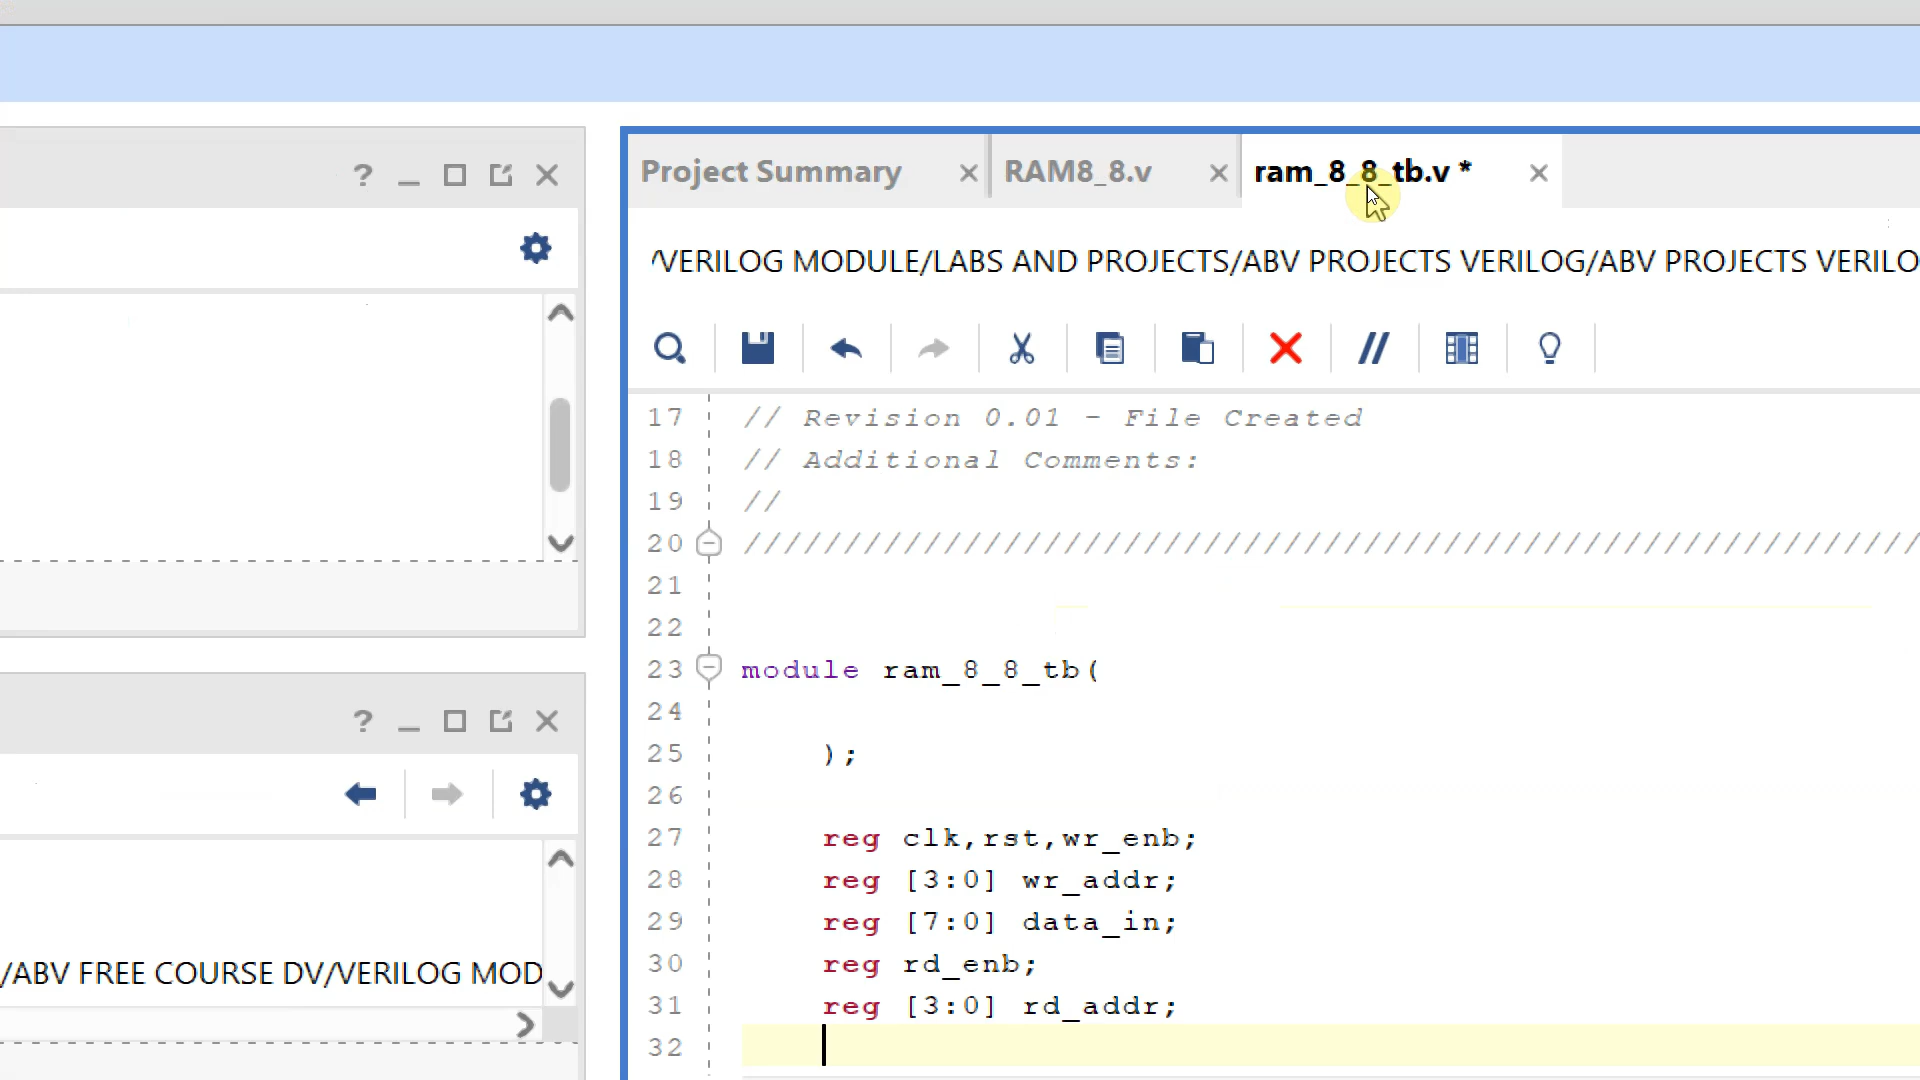 ?
Project Summary
RAM8_8.v
ram_8_8_tb.v *
/VERILOG MODULE/LABS AND PROJECTS/ABV PROJECTS VERILOG/ABV PROJECTS VERILO
17 // Revision 0.01 - File Created
18 // Additional Comments:
19 //
20 ///////////////////////////////////////////////////////////
21
22
23 module ram_8_8_tb(
24
25 );
26
27 reg clk,rst,wr_enb;
28 reg [3:0] wr_addr;
29 reg [7:0] data_in;
30 reg rd_enb;
31 reg [3:0] rd_addr;
32
?
/ABV FREE COURSE DV/VERILOG MOD